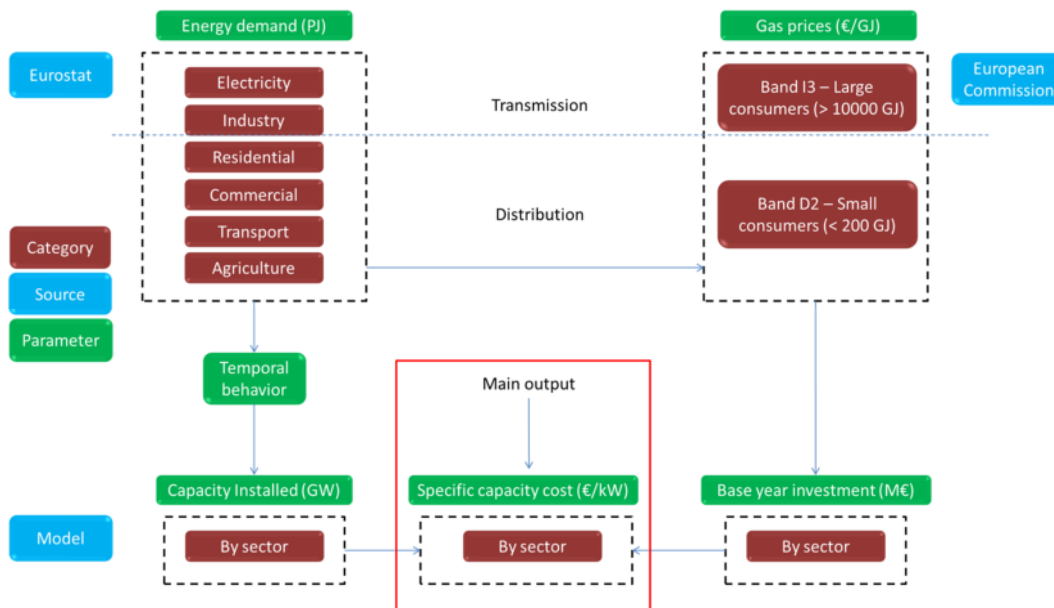 Energy demand (PJ)
Gas prices (€/GJ)
Eurostat
European
Commission
Electricity
Industry
Residential
Commercial
Transport
Agriculture
Transmission
Distribution
Band I3 – Large
consumers (> 10000 GJ)
Band D2 – Small
consumers (< 200 GJ)
Category
Source
Parameter
Temporal
behavior
Main output
Capacity Installed (GW)
Specific capacity cost (€/kW)
Base year investment (M€)
Model
By sector
By sector
By sector